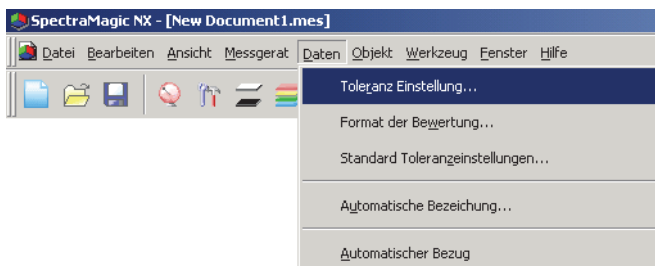 SpectraMagic NX - [New Document1.mes]
Datei Bearbeiten Ansicht Messgerat Daten Objekt Werkzeug Fenster Hilfe
Toleranz Einstellung...
Format der Bewertung...
Standard Toleranzeinstellungen...
Automatische Bezeichung...
Automatischer Bezug